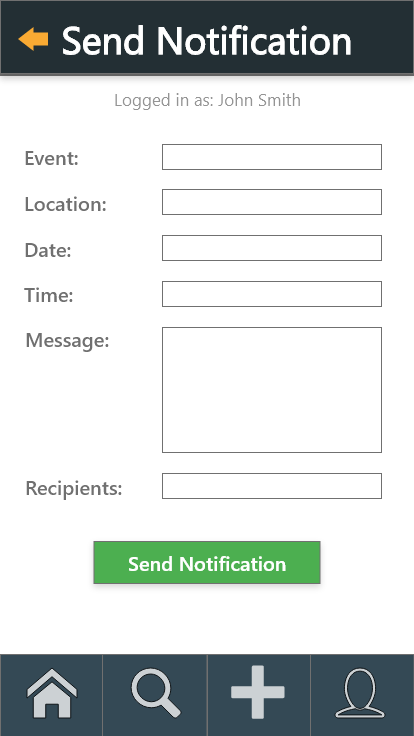 Send Notification
Logged in as: John Smith
Event:
Location:
Date:
Time:
Message:
Recipients:
Send Notification